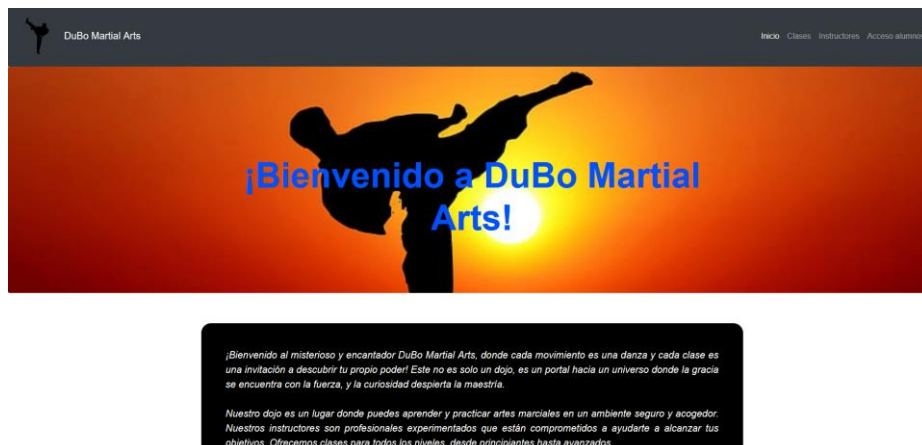 DuBo Martial Arts
Inicio Clases Instructores Acceso alumnos
¡Bienvenido a DuBo Martial
Arts!
¡Bienvenido al misterioso y encantador DuBo Martial Arts, donde cada movimiento es una danza y cada clase es
una invitación a descubrir tu propio poder! Este no es solo un dojo, es un portal hacia un universo donde la gracia
se encuentra con la fuerza, y la curiosidad despierta la maestría.
Nuestro dojo es un lugar donde puedes aprender y practicar artes marciales en un ambiente seguro y acogedor.
Nuestros instructores son profesionales experimentados que están comprometidos a ayudarte a alcanzar tus
objetivos. Ofrecemos clases para todos los niveles, desde principiantes hasta avanzados.